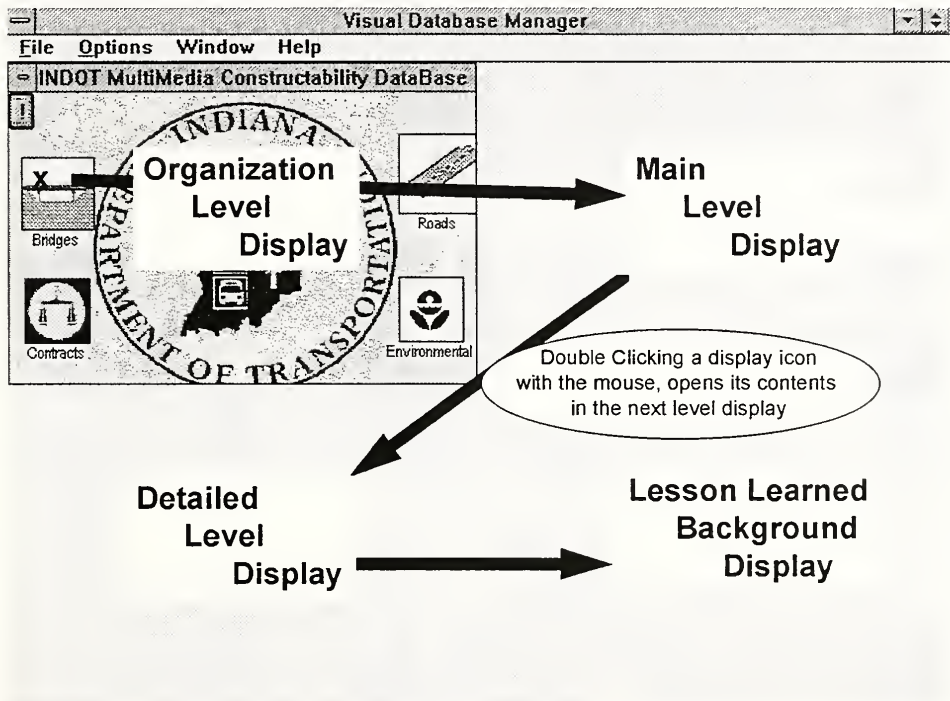 Visual Database Manager
File Options Window Help
INDOT MultiMedia Constructability DataBase
!
INDIANA
DEPARTMENT OF TRANSPORTATI
X
Bridges
Roads
Contracts
Environmental
Organization
Level
Display
Main
Level
Display
Double Clicking a display icon
with the mouse, opens its contents
in the next level display
Detailed
Level
Display
Lesson Learned
Background
Display